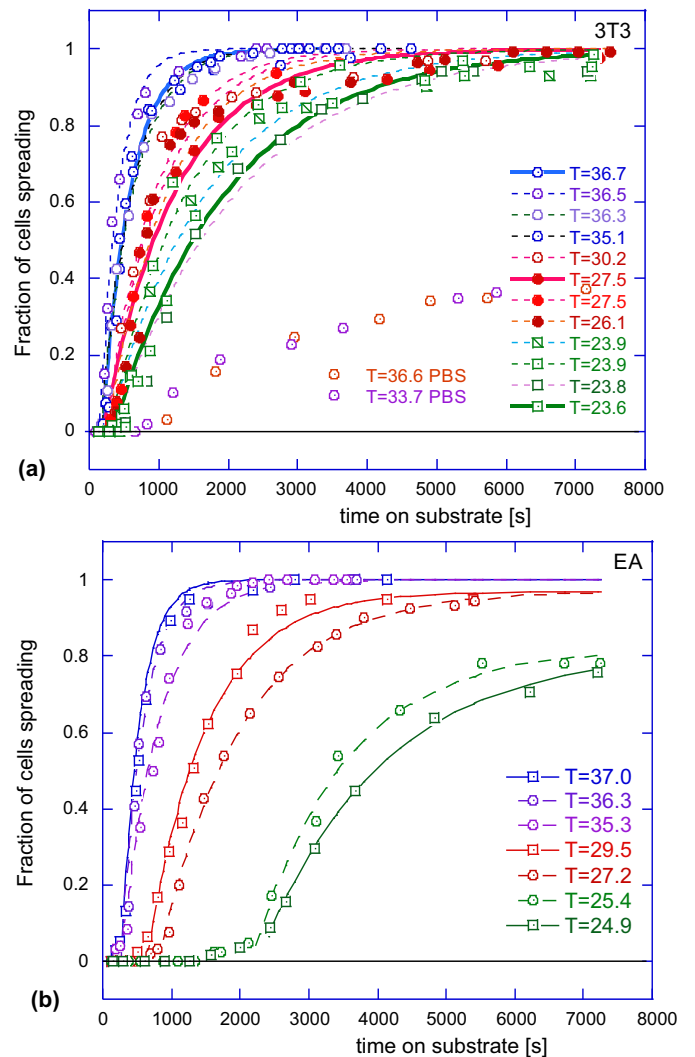 3T3
1
0.8
0.6
0.4
0.2
0
Fraction of cells spreading
T=36.7
T=36.5
T=36.3
T=35.1
T=30.2
T=27.5
T=27.5
T=26.1
T=23.9
T=23.9
T=23.8
T=23.6
T=36.6 PBS
T=33.7 PBS
(a)
0 1000 2000 3000 4000 5000 6000 7000 8000
time on substrate [s]
EA
1
0.8
0.6
0.4
0.2
0
Fraction of cells spreading
T=37.0
T=36.3
T=35.3
T=29.5
T=27.2
T=25.4
T=24.9
(b)
0 1000 2000 3000 4000 5000 6000 7000 8000
time on substrate [s]